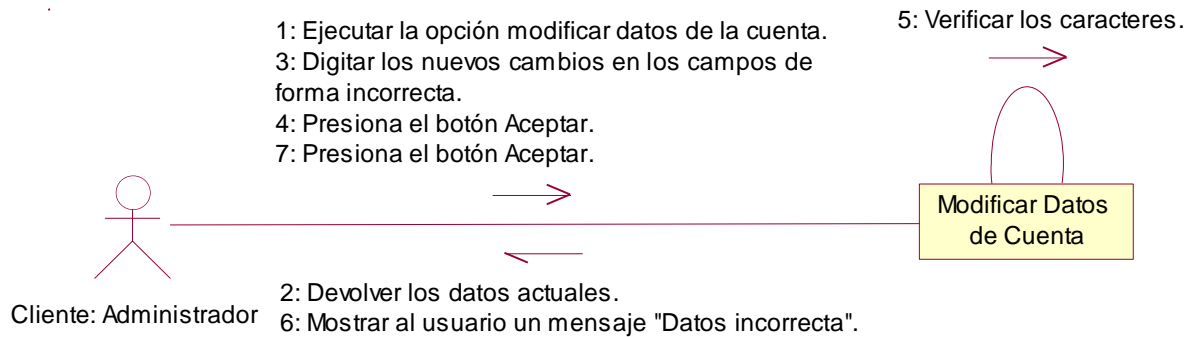 1: Ejecutar la opción modificar datos de la cuenta.
3: Digitar los nuevos cambios en los campos de
forma incorrecta.
4: Presiona el botón Aceptar.
7: Presiona el botón Aceptar.
5: Verificar los caracteres.
Modificar Datos
de Cuenta
Cliente: Administrador
2: Devolver los datos actuales.
6: Mostrar al usuario un mensaje "Datos incorrecta".